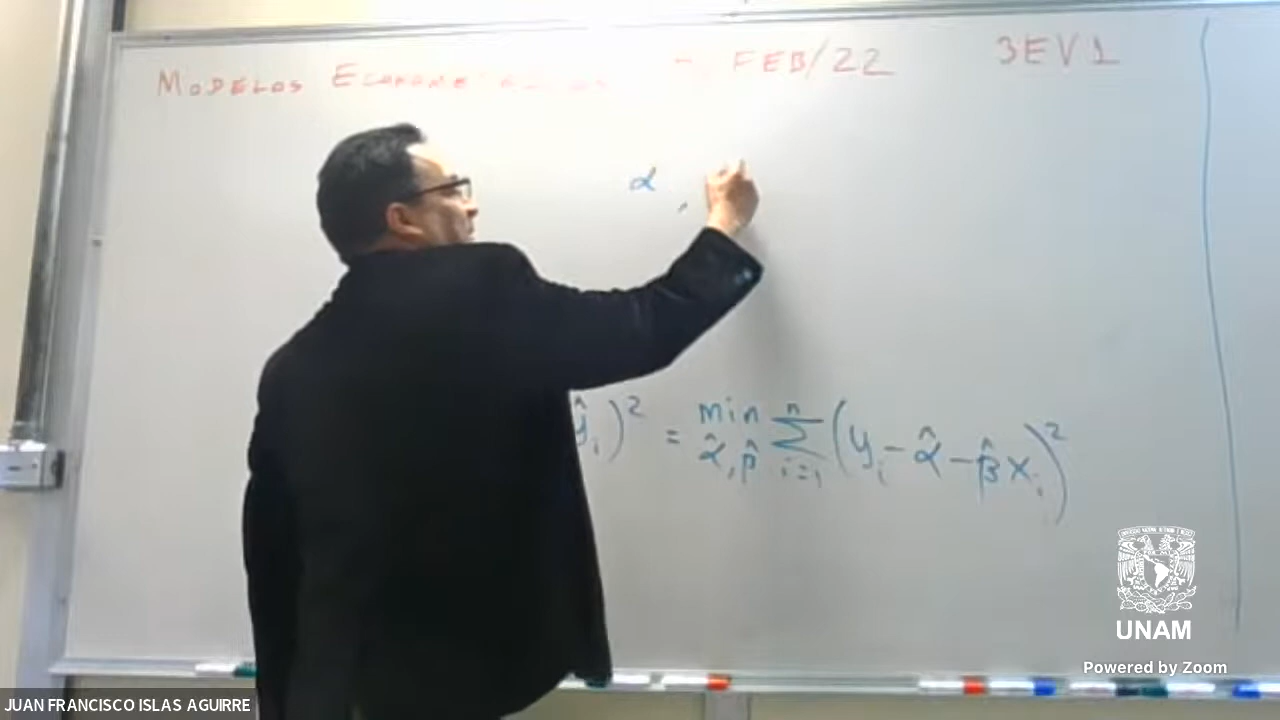 MODELOS - FEB/22 3EV1
α ,
ŷᵢ)² = min Σⁿᵢ₌₁ (yᵢ - α̂ - β̂xᵢ)²
α̂, β̂
UNAM
Powered by Zoom
JUAN FRANCISCO ISLAS AGUIRRE